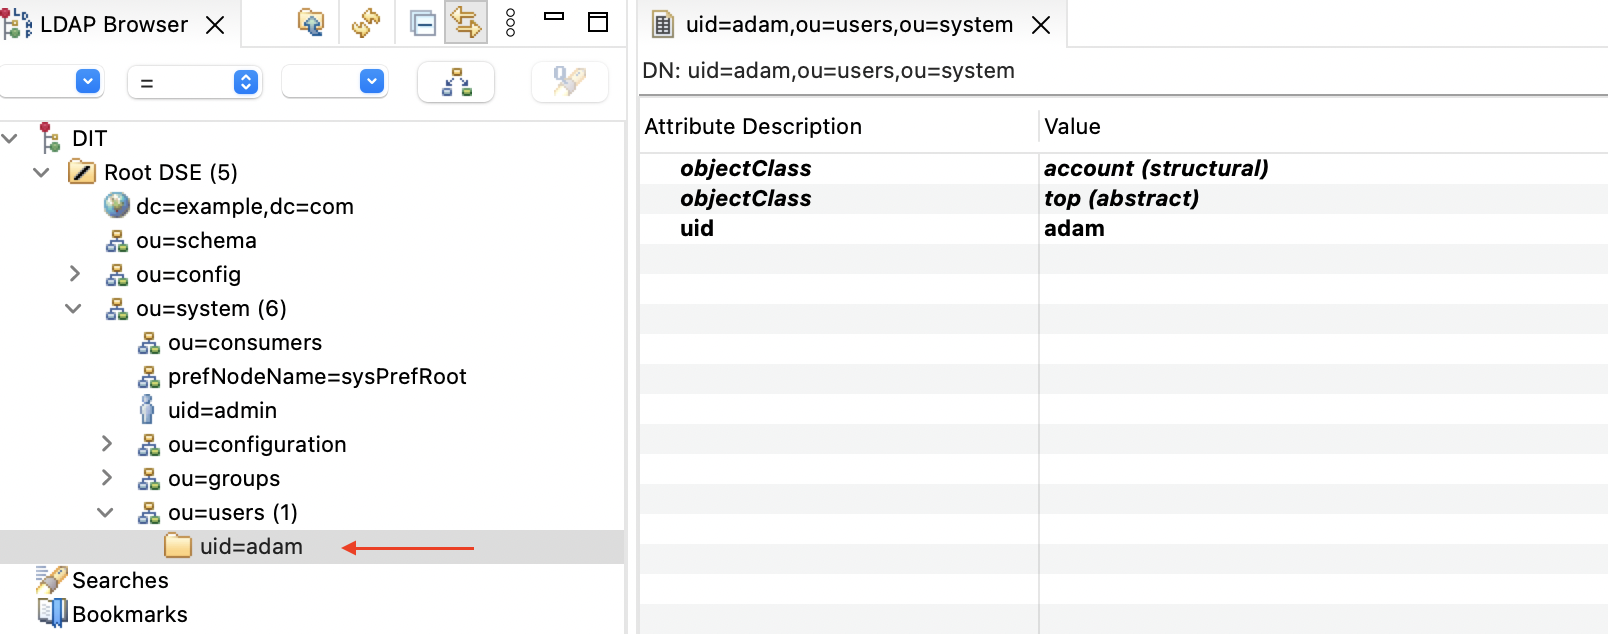 LDAP Browser
=
DIT
Root DSE (5)
dc=example,dc=com
ou=schema
ou=config
ou=system (6)
ou=consumers
prefNodeName=sysPrefRoot
uid=admin
ou=configuration
ou=groups
ou=users (1)
uid=adam
Searches
Bookmarks
uid=adam,ou=users,ou=system
DN: uid=adam,ou=users,ou=system
Attribute Description Value
objectClass account (structural)
objectClass top (abstract)
uid adam